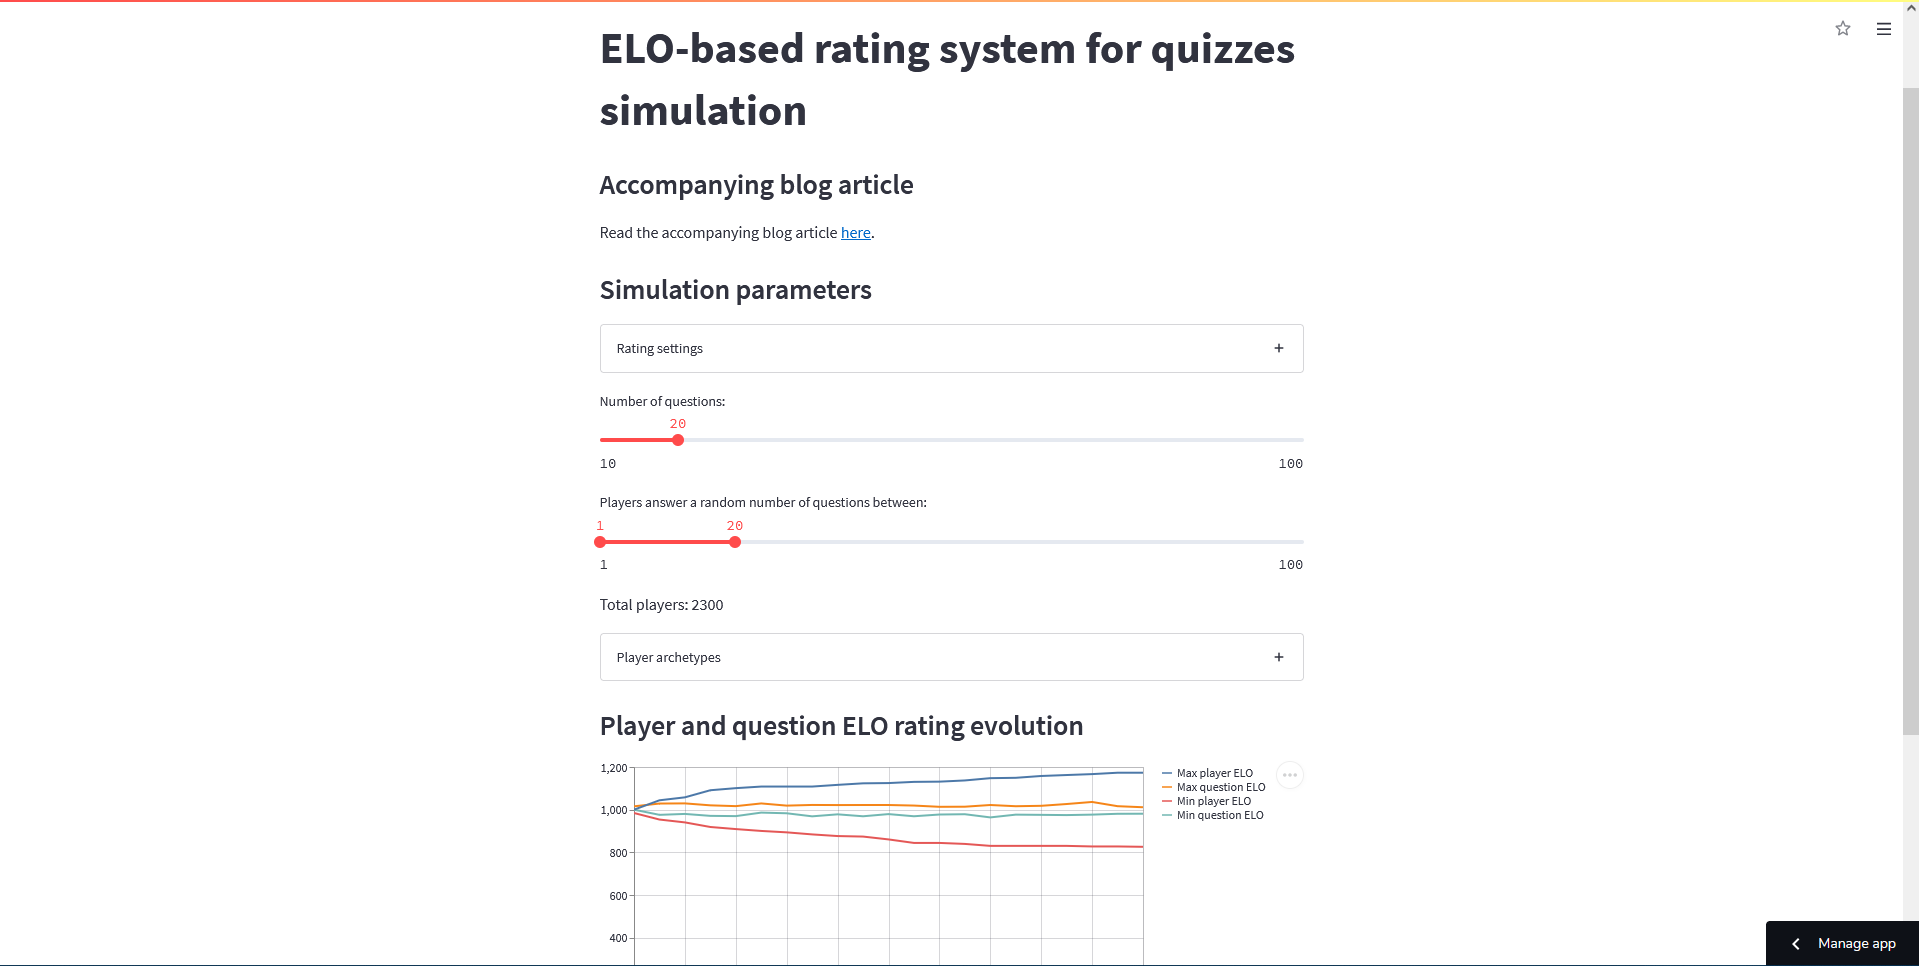 ELO-based rating system for quizzes
simulation
Accompanying blog article
Read the accompanying blog article here.
Simulation parameters
Rating settings
Number of questions:
20
10 100
Players answer a random number of questions between:
1 20
1 100
Total players: 2300
Player archetypes
Player and question ELO rating evolution
1,200
1,000
800
600
400
Max player ELO
Max question ELO
Min player ELO
Min question ELO
Manage app